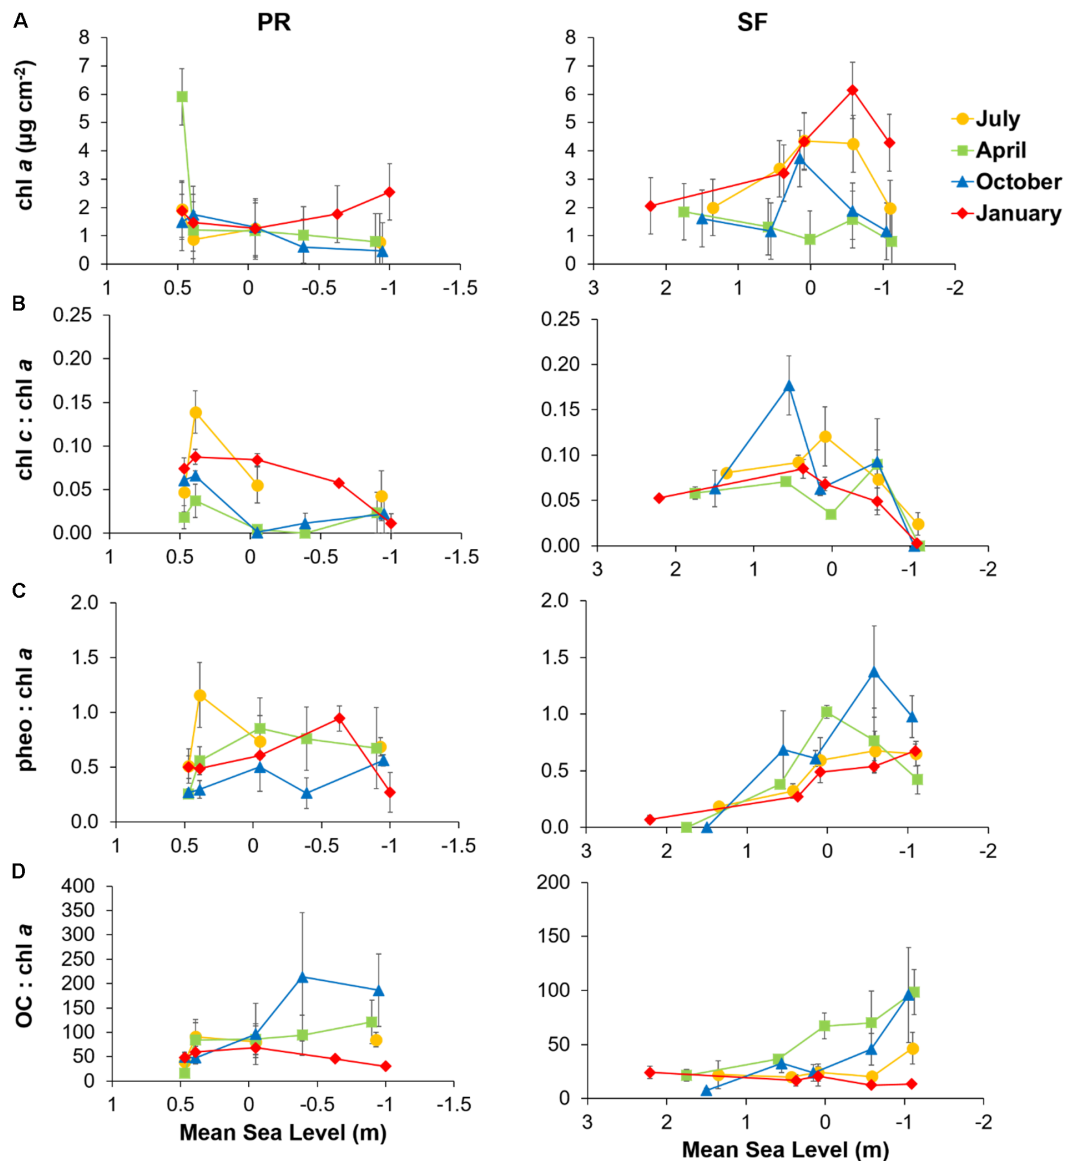 A
PR
SF
chl a (µg cm-2)
8
7
6
5
4
3
2
1
0
1 0.5 0 -0.5 -1 -1.5
8
7
6
5
4
3
2
1
0
3 2 1 0 -1 -2
July
April
October
January
B
chl c : chl a
0.25
0.20
0.15
0.10
0.05
0.00
1 0.5 0 -0.5 -1 -1.5
0.25
0.20
0.15
0.10
0.05
0.00
3 2 1 0 -1 -2
C
pheo : chl a
2.0
1.5
1.0
0.5
0.0
1 0.5 0 -0.5 -1 -1.5
2.0
1.5
1.0
0.5
0.0
3 2 1 0 -1 -2
D
OC : chl a
400
350
300
250
200
150
100
50
0
1 0.5 0 -0.5 -1 -1.5
Mean Sea Level (m)
200
150
100
50
0
3 2 1 0 -1 -2
Mean Sea Level (m)